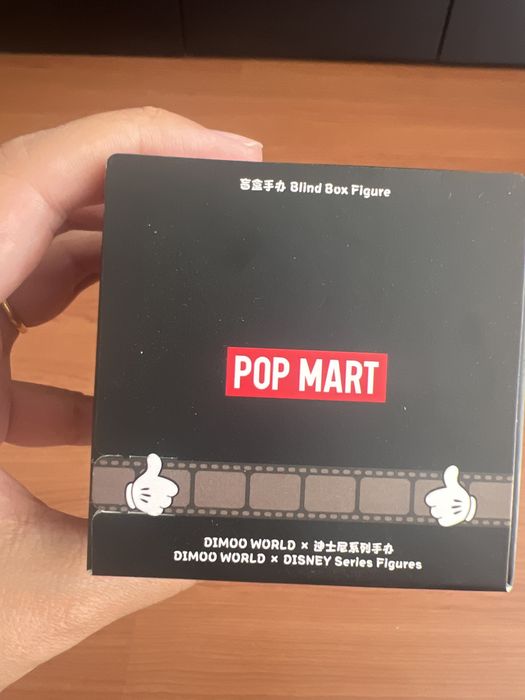 盲盒手办 Blind Box Figure
POP MART
DIMOO WORLD × 沙士尼系列手办
DIMOO WORLD × DISNEY Series Figures